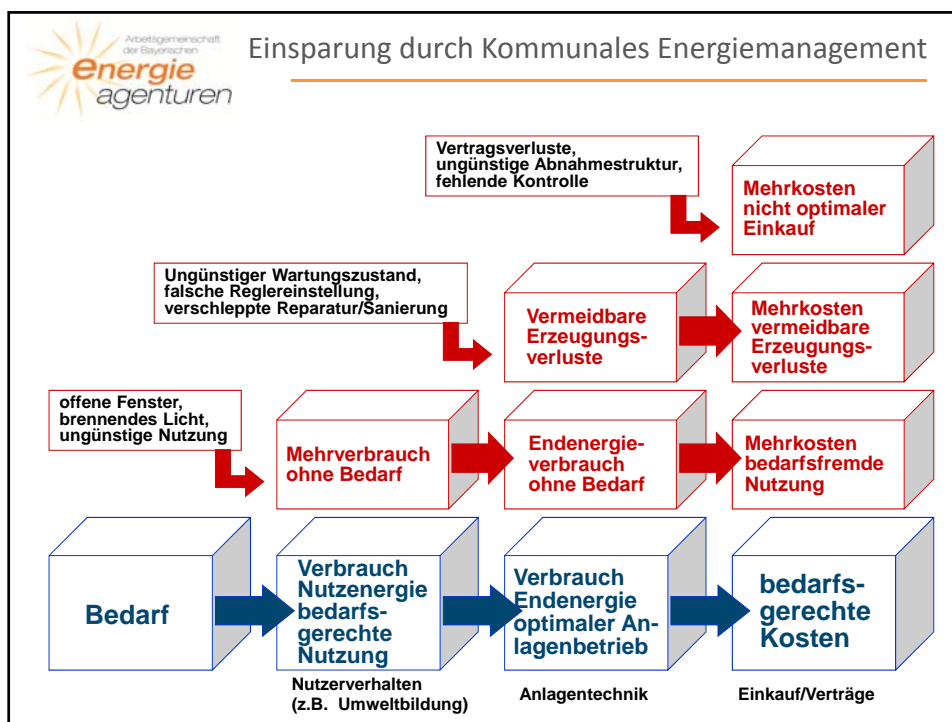 Arbeitsgemeinschaft
der Bayerischen
energie
agenturen
Einsparung durch Kommunales Energiemanagement
Vertragsverluste,
ungünstige Abnahmestruktur,
fehlende Kontrolle
Mehrkosten
nicht optimaler
Einkauf
Ungünstiger Wartungszustand,
falsche Reglereinstellung,
verschleppte Reparatur/Sanierung
Vermeidbare
Erzeugungs-
verluste
Mehrkosten
vermeidbare
Erzeugungs-
verluste
offene Fenster,
brennendes Licht,
ungünstige Nutzung
Mehrverbrauch
ohne Bedarf
Endenergie-
verbrauch
ohne Bedarf
Mehrkosten
bedarfsfremde
Nutzung
Bedarf
Verbrauch
Nutzenergie
bedarfs-
gerechte
Nutzung
Verbrauch
Endenergie
optimaler An-
lagenbetrieb
bedarfs-
gerechte
Kosten
Nutzerverhalten
(z.B. Umweltbildung)
Anlagentechnik
Einkauf/Verträge